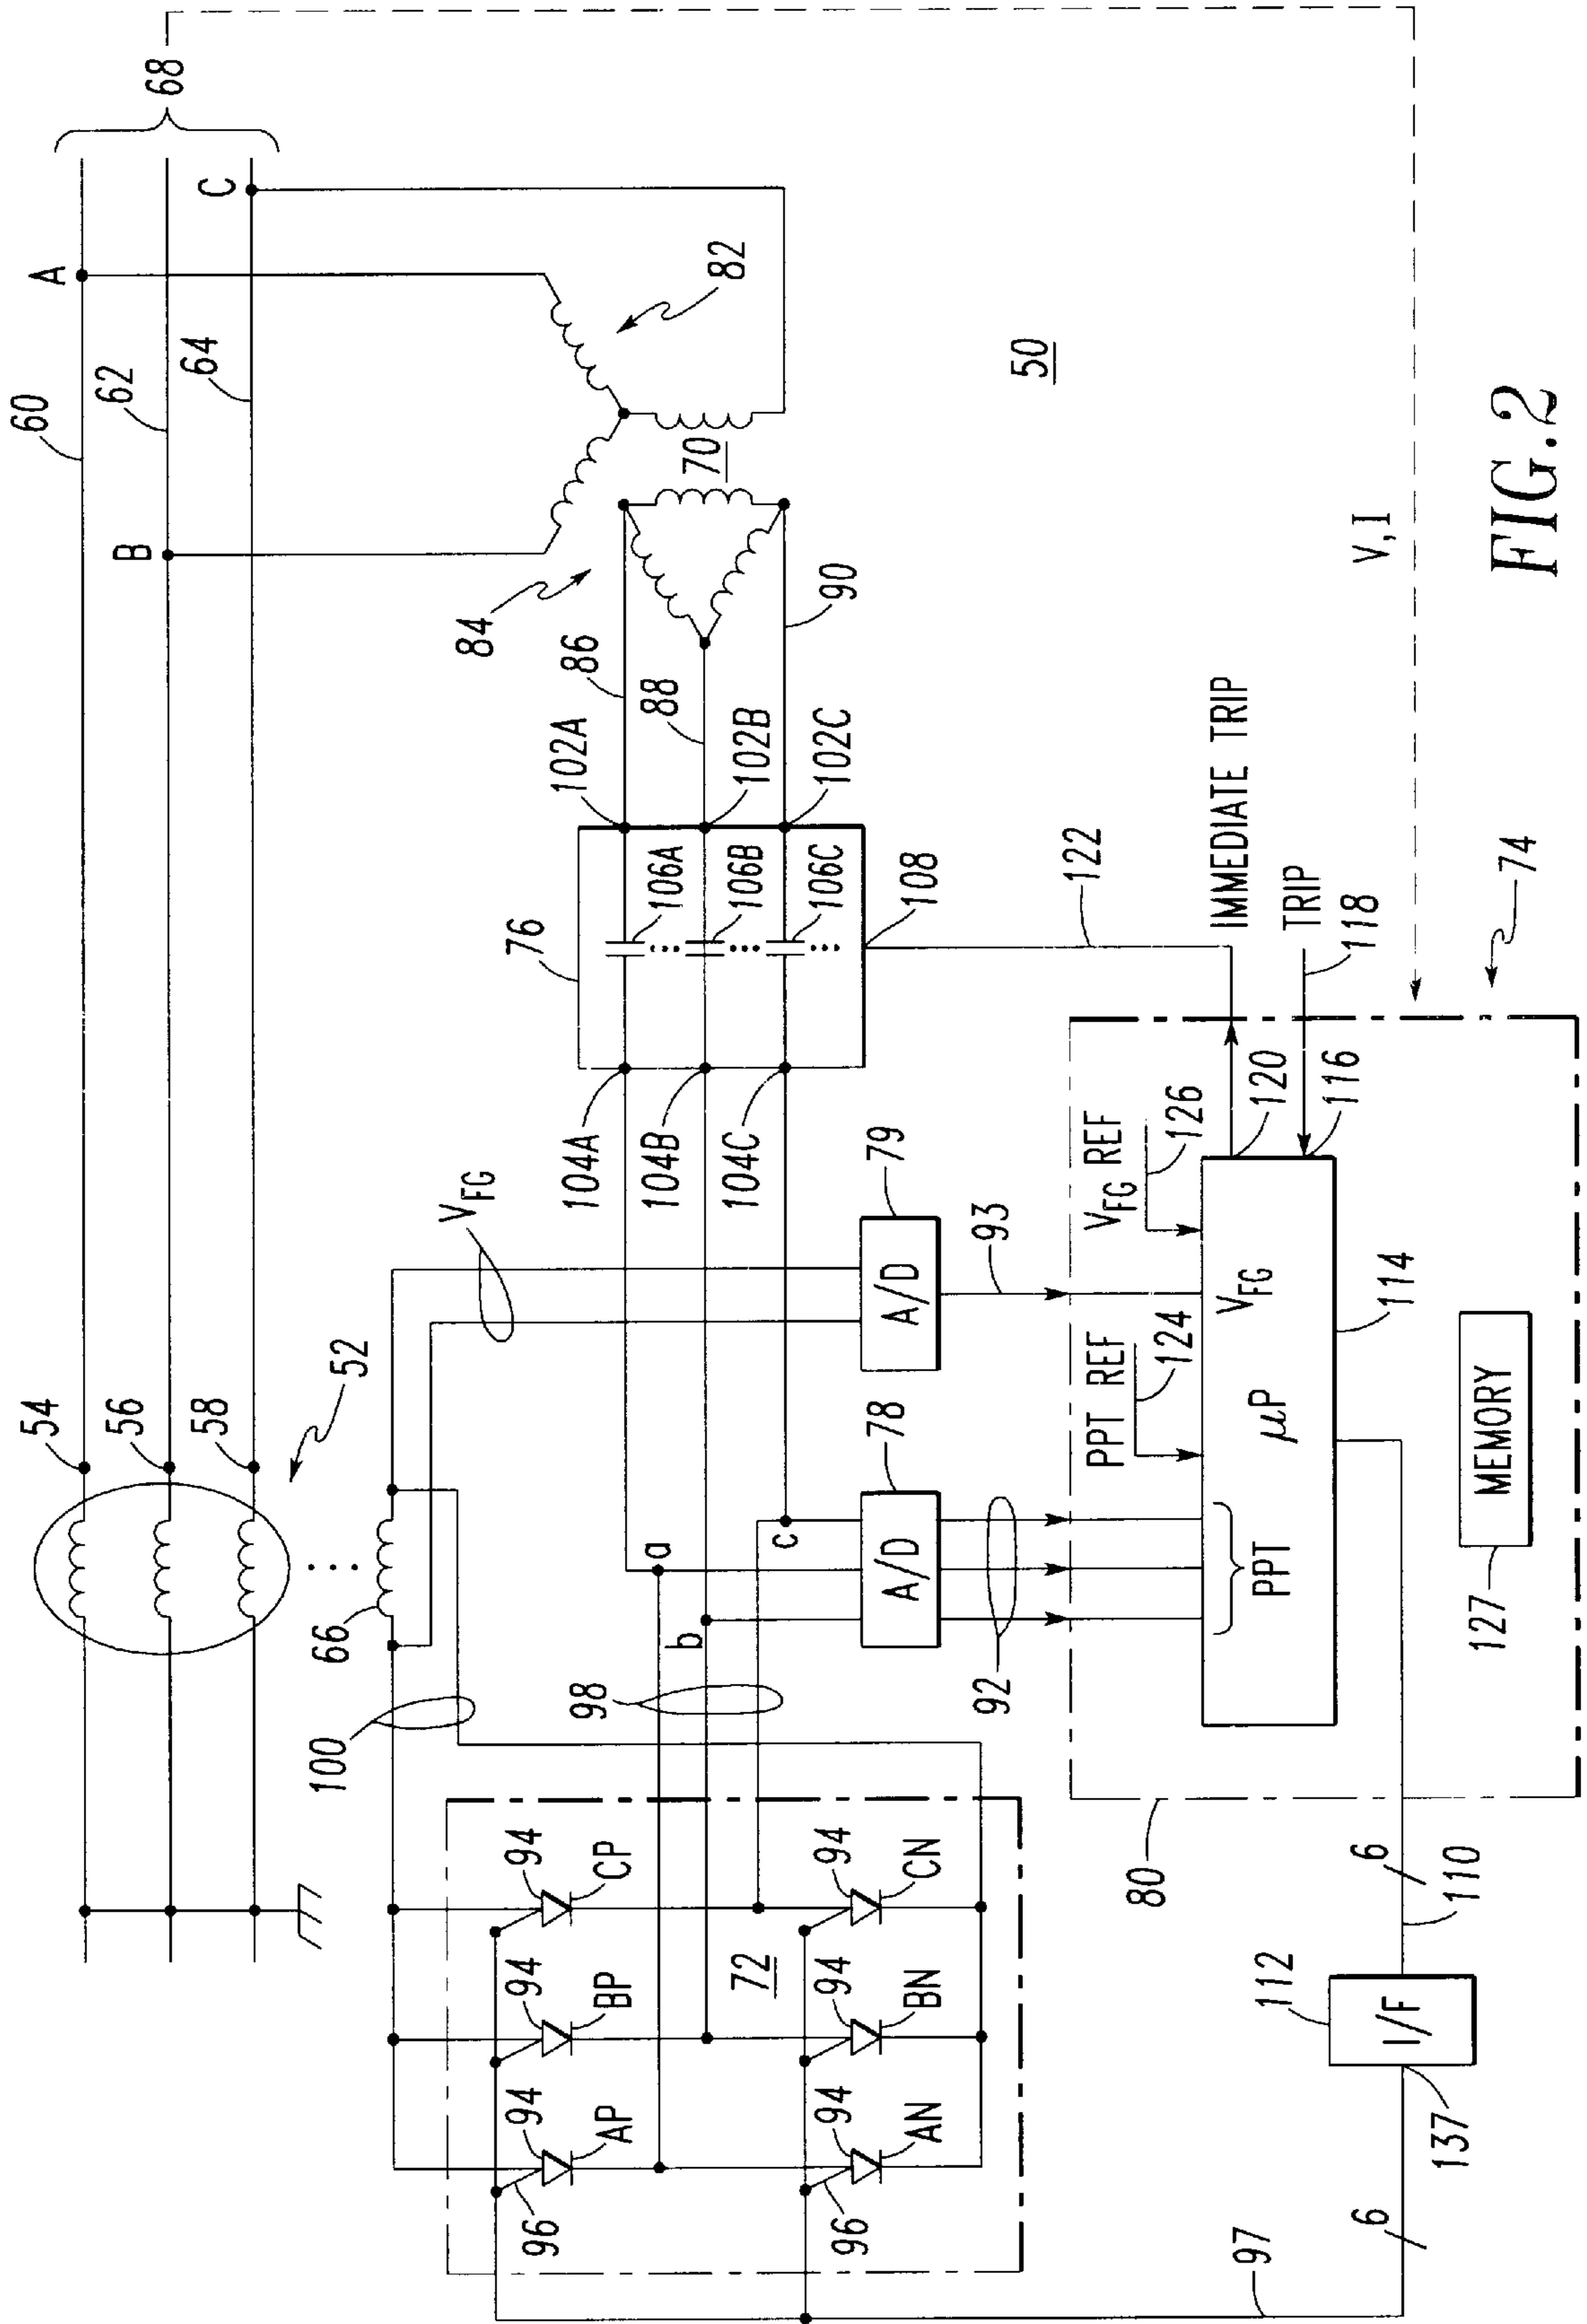 68
A
B
C
60
62
64
54
56
58
52
66
100
V_FG
82
70
84
86
88
90
50
102A
102B
102C
76
106A
106B
106C
108
104A
104B
104C
122
a
b
c
98
78
A/D
79
A/D
92
93
94
94
94
CP
BP
AP
96
72
94
94
94
CN
BN
AN
96
97
6
137
112
I/F
6
110
80
IMMEDIATE TRIP
TRIP
118
120
116
V_FG REF
126
PPT REF
124
PPT
V_FG
μP
114
MEMORY
127
74
V,I
FIG.2